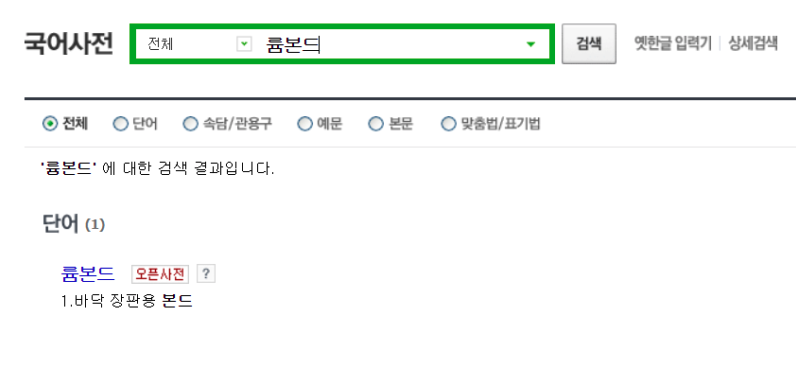 국어사전 전체 륨본드 검색 옛한글 입력기 상세검색
전체 단어 속담/관용구 예문 본문 맞춤법/표기법
'륨본드' 에 대한 검색 결과입니다.
단어 (1)
륨본드 오픈사전 ?
1.바닥 장판용 본드